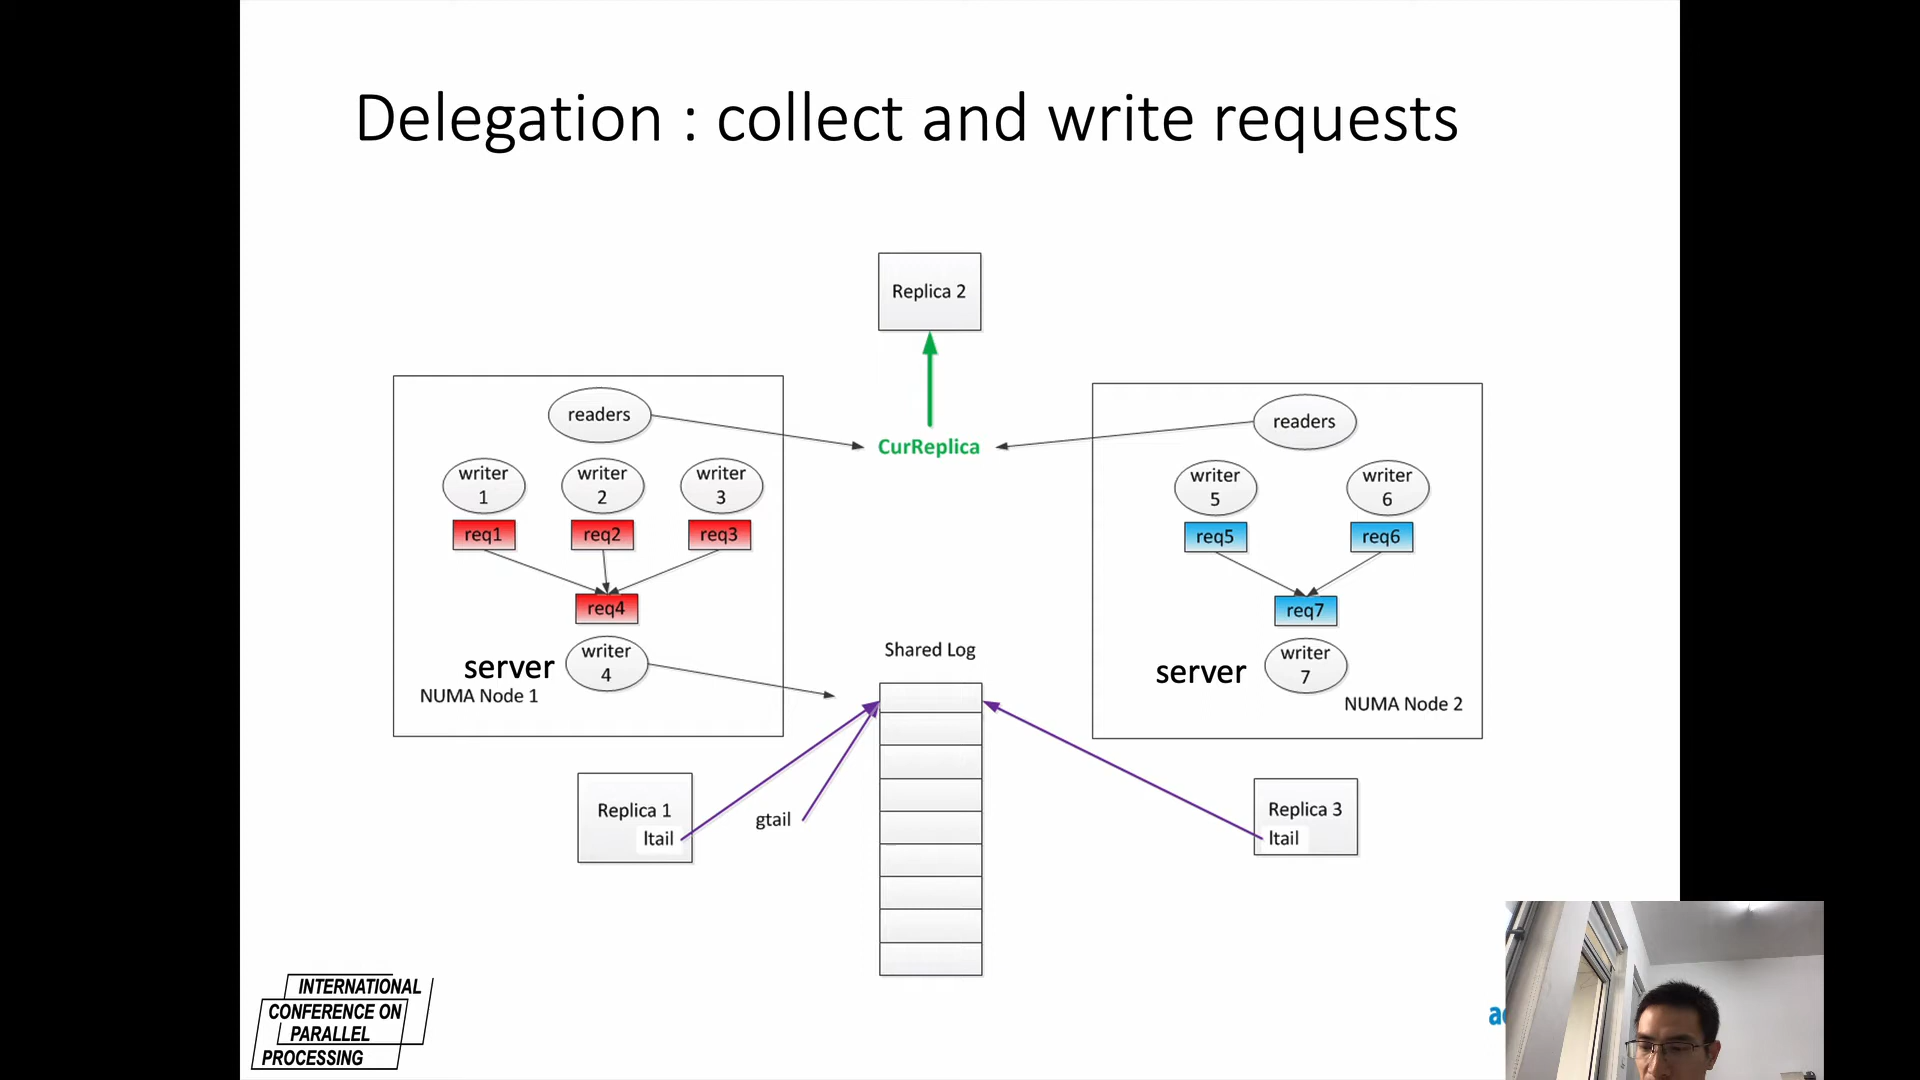 Delegation : collect and write requests
Replica 2
CurReplica
readers
writer
1
writer
2
writer
3
req1
req2
req3
req4
server
writer
4
NUMA Node 1
readers
writer
5
writer
6
req5
req6
req7
server
writer
7
NUMA Node 2
Shared Log
Replica 1
ltail
gtail
Replica 3
ltail
INTERNATIONAL
CONFERENCE ON
PARALLEL
PROCESSING